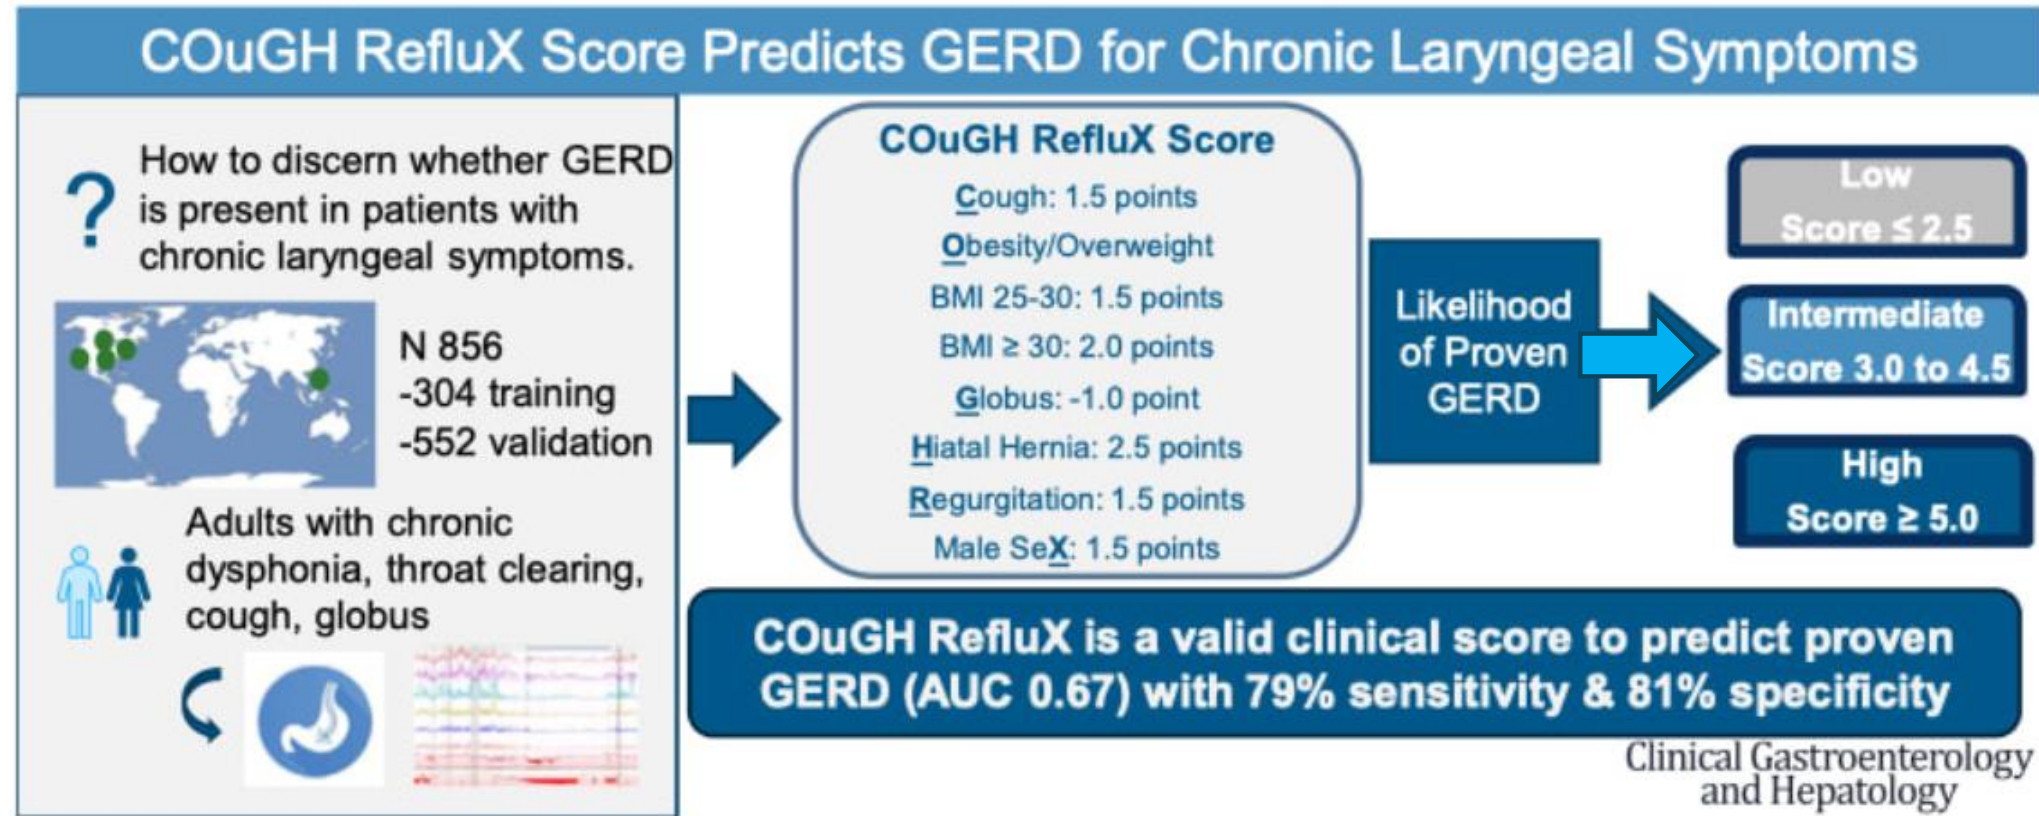 COuGH RefluX Score Predicts GERD for Chronic Laryngeal Symptoms
?
How to discern whether GERD
is present in patients with
chronic laryngeal symptoms.
N 856
-304 training
-552 validation
Adults with chronic
dysphonia, throat clearing,
cough, globus
COuGH RefluX Score
Cough: 1.5 points
Obesity/Overweight
BMI 25-30: 1.5 points
BMI ≥ 30: 2.0 points
Globus: -1.0 point
Hiatal Hernia: 2.5 points
Regurgitation: 1.5 points
Male SeX: 1.5 points
Likelihood
of Proven
GERD
Low
Score ≤ 2.5
Intermediate
Score 3.0 to 4.5
High
Score ≥ 5.0
COuGH RefluX is a valid clinical score to predict proven
GERD (AUC 0.67) with 79% sensitivity & 81% specificity
Clinical Gastroenterology
and Hepatology